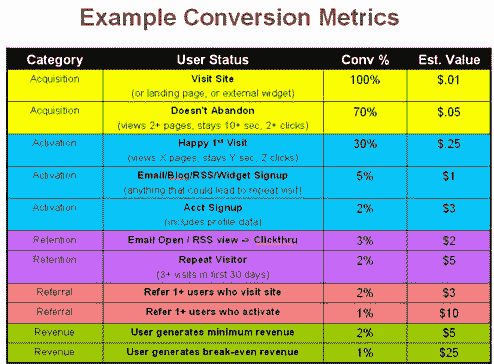 Example Conversion Metrics
Category User Status Conv % Est. Value
Acquisition Visit Site 100% $.01
(or landing page, or external widget)
Acquisition Doesn't Abandon 70% $.05
(views 2+ pages, stays 10+ sec, 2+ clicks)
Activation Happy 1st Visit 30% $.25
(views X pages, stays Y sec, Z clicks)
Activation Email/Blog/RSS/Widget Signup 5% $1
(anything that could lead to repeat visit)
Activation Acct Signup 2% $3
(includes profile data)
Retention Email Open / RSS view -> Clickthru 3% $2
Retention Repeat Visitor 2% $5
(3+ visits in first 30 days)
Referral Refer 1+ users who visit site 2% $3
Referral Refer 1+ users who activate 1% $10
Revenue User generates minimum revenue 2% $5
Revenue User generates break-even revenue 1% $25